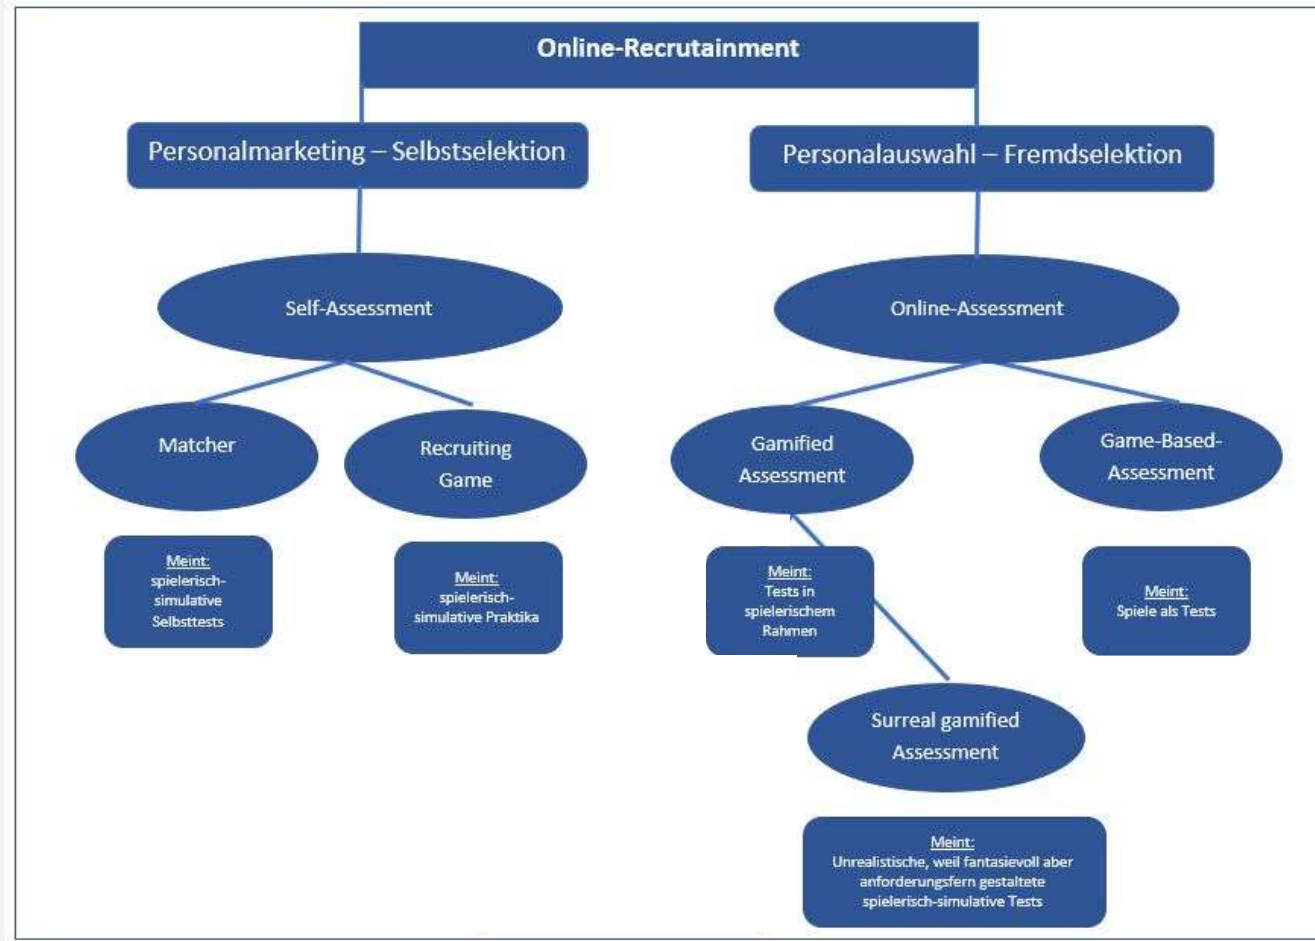 Online-Recrutainment
Personalmarketing – Selbstselektion
Personalauswahl – Fremdselektion
Self-Assessment
Online-Assessment
Matcher
Recruiting
Game
Gamified
Assessment
Game-Based-
Assessment
Meint:
spielerisch-
simulative
Selbsttests
Meint:
spielerisch-
simulative Praktika
Meint:
Tests in
spielerischem
Rahmen
Meint:
Spiele als Tests
Surreal gamified
Assessment
Meint:
Unrealistische, weil fantasievoll aber
anforderungsfern gestaltete
spielerisch-simulative Tests